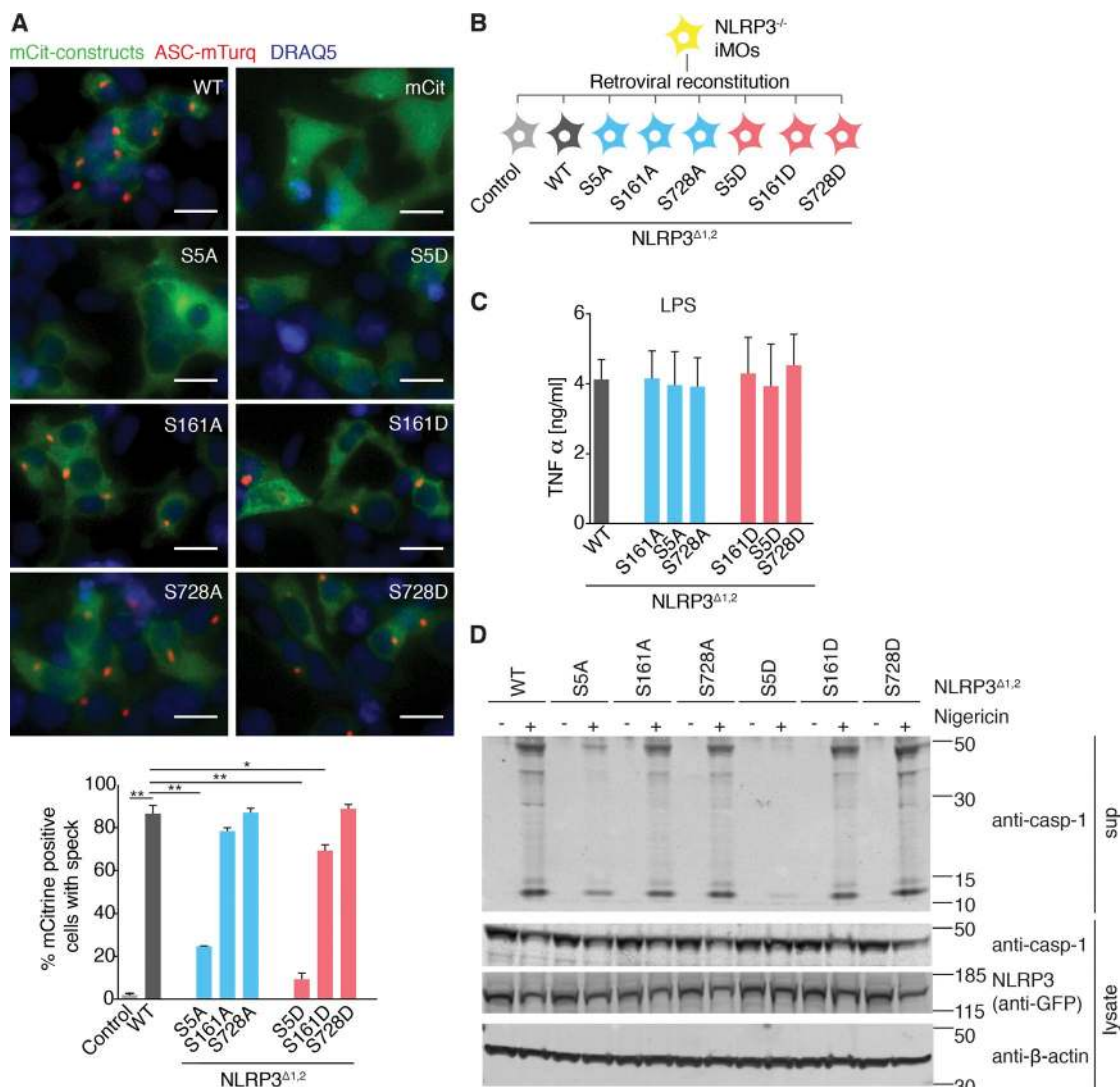 A
mCit-constructs ASC-mTurq DRAQ5
WT
mCit
S5A
S5D
S161A
S161D
S728A
S728D
% mCitrine positive
cells with speck
100
80
60
40
20
0
**
**
**
*
Control
WT
S5A
S161A
S728A
S5D
S161D
S728D
NLRP3Δ1,2
B
NLRP3-/-
iMOs
Retroviral reconstitution
Control
WT
S5A
S161A
S728A
S5D
S161D
S728D
NLRP3Δ1,2
C
LPS
TNF α [ng/ml]
6
4
2
0
WT
S161A
S5A
S728A
S161D
S5D
S728D
NLRP3Δ1,2
D
WT S5A S161A S728A S5D S161D S728D
NLRP3Δ1,2
- + - + - + - + - + - + - + Nigericin
50
30
anti-casp-1
15
10
sup
50
anti-casp-1
185
NLRP3
(anti-GFP)
115
50
anti-β-actin
30
lysate